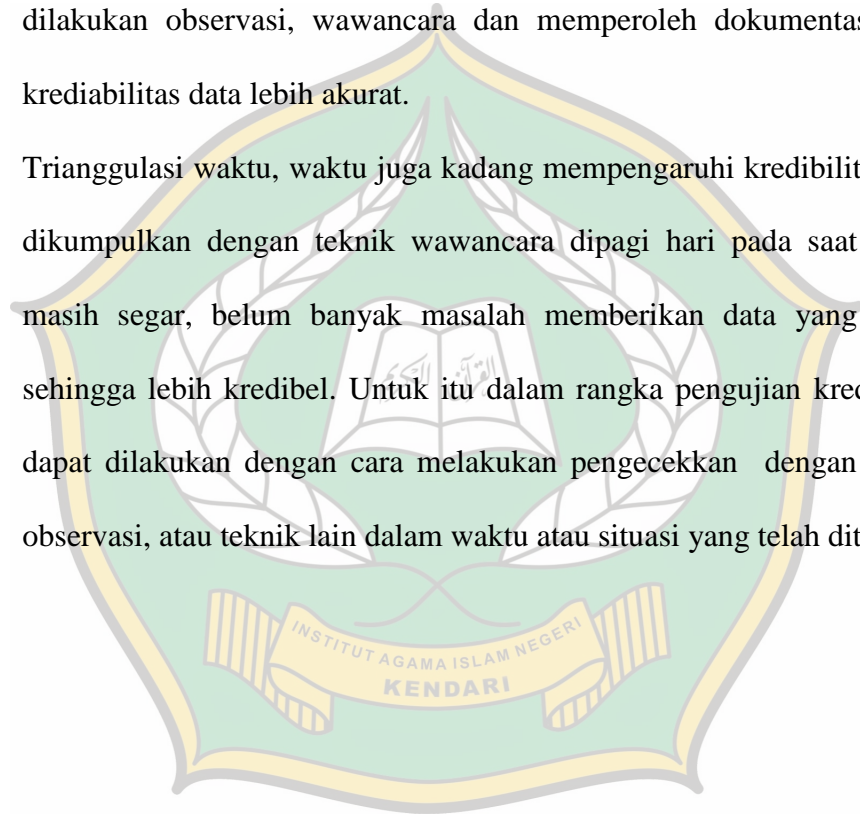 dilakukan observasi, wawancara dan memperoleh dokumentas
krediabilitas data lebih akurat.
Trianggulasi waktu, waktu juga kadang mempengaruhi kredibilit
dikumpulkan dengan teknik wawancara dipagi hari pada saat
masih segar, belum banyak masalah memberikan data yang
sehingga lebih kredibel. Untuk itu dalam rangka pengujian kred
dapat dilakukan dengan cara melakukan pengecekkan dengan
observasi, atau teknik lain dalam waktu atau situasi yang telah dit
القرآن الكريم
INSTITUT AGAMA ISLAM NEGERI
KENDARI